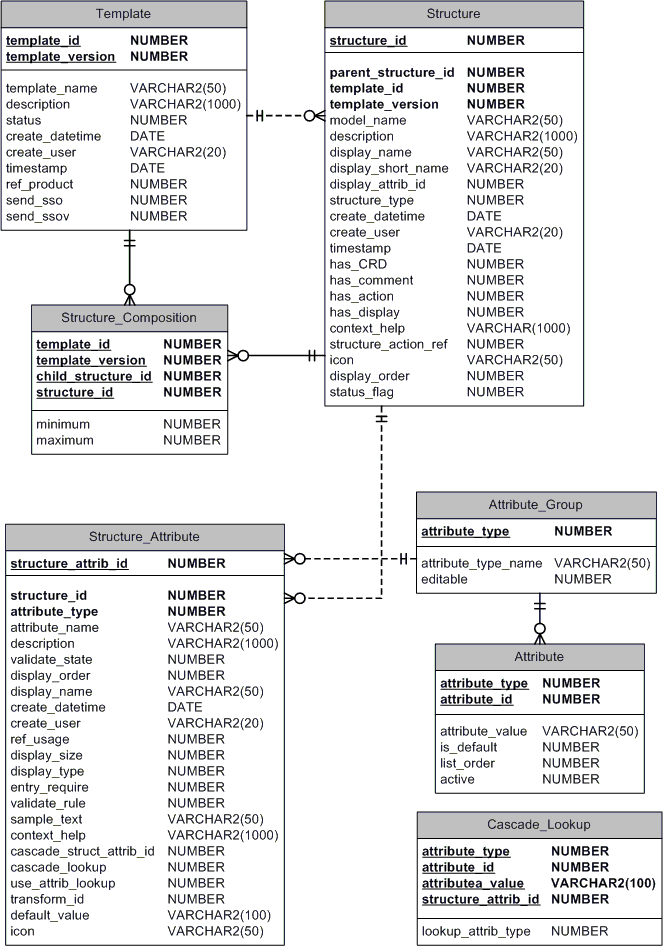 Template
template_id NUMBER
template_version NUMBER
template_name VARCHAR2(50)
description VARCHAR2(1000)
status NUMBER
create_datetime DATE
create_user VARCHAR2(20)
timestamp DATE
ref_product NUMBER
send_sso NUMBER
send_ssov NUMBER
Structure
structure_id NUMBER
parent_structure_id NUMBER
template_id NUMBER
template_version NUMBER
model_name VARCHAR2(50)
description VARCHAR2(1000)
display_name VARCHAR2(50)
display_short_name VARCHAR2(20)
display_attrib_id NUMBER
structure_type NUMBER
create_datetime DATE
create_user VARCHAR2(20)
timestamp DATE
has_CRD NUMBER
has_comment NUMBER
has_action NUMBER
has_display NUMBER
context_help VARCHAR(1000)
structure_action_ref NUMBER
icon VARCHAR2(50)
display_order NUMBER
status_flag NUMBER
Structure_Composition
template_id NUMBER
template_version NUMBER
child_structure_id NUMBER
structure_id NUMBER
minimum NUMBER
maximum NUMBER
Structure_Attribute
structure_attrib_id NUMBER
structure_id NUMBER
attribute_type NUMBER
attribute_name VARCHAR2(50)
description VARCHAR2(1000)
validate_state NUMBER
display_order NUMBER
display_name VARCHAR2(50)
create_datetime DATE
create_user VARCHAR2(20)
ref_usage NUMBER
display_size NUMBER
display_type NUMBER
entry_require NUMBER
validate_rule NUMBER
sample_text VARCHAR2(50)
context_help VARCHAR2(1000)
cascade_struct_attrib_id NUMBER
cascade_lookup NUMBER
use_attrib_lookup NUMBER
transform_id NUMBER
default_value VARCHAR2(100)
icon VARCHAR2(50)
Attribute_Group
attribute_type NUMBER
attribute_type_name VARCHAR2(50)
editable NUMBER
Attribute
attribute_type NUMBER
attribute_id NUMBER
attribute_value VARCHAR2(50)
is_default NUMBER
list_order NUMBER
active NUMBER
Cascade_Lookup
attribute_type NUMBER
attribute_id NUMBER
attributea_value VARCHAR2(100)
structure_attrib_id NUMBER
lookup_attrib_type NUMBER